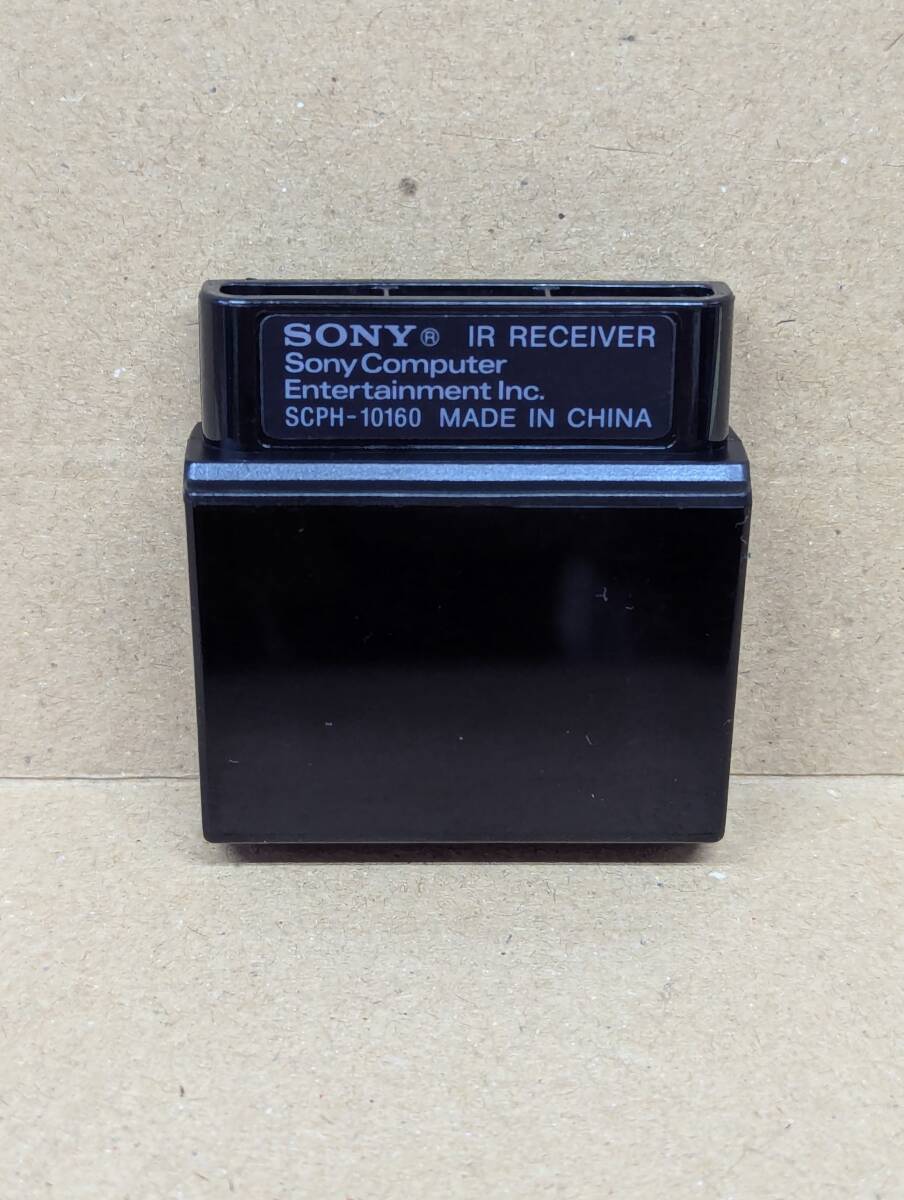 SONY® IR RECEIVER
Sony Computer
Entertainment Inc.
SCPH-10160 MADE IN CHINA